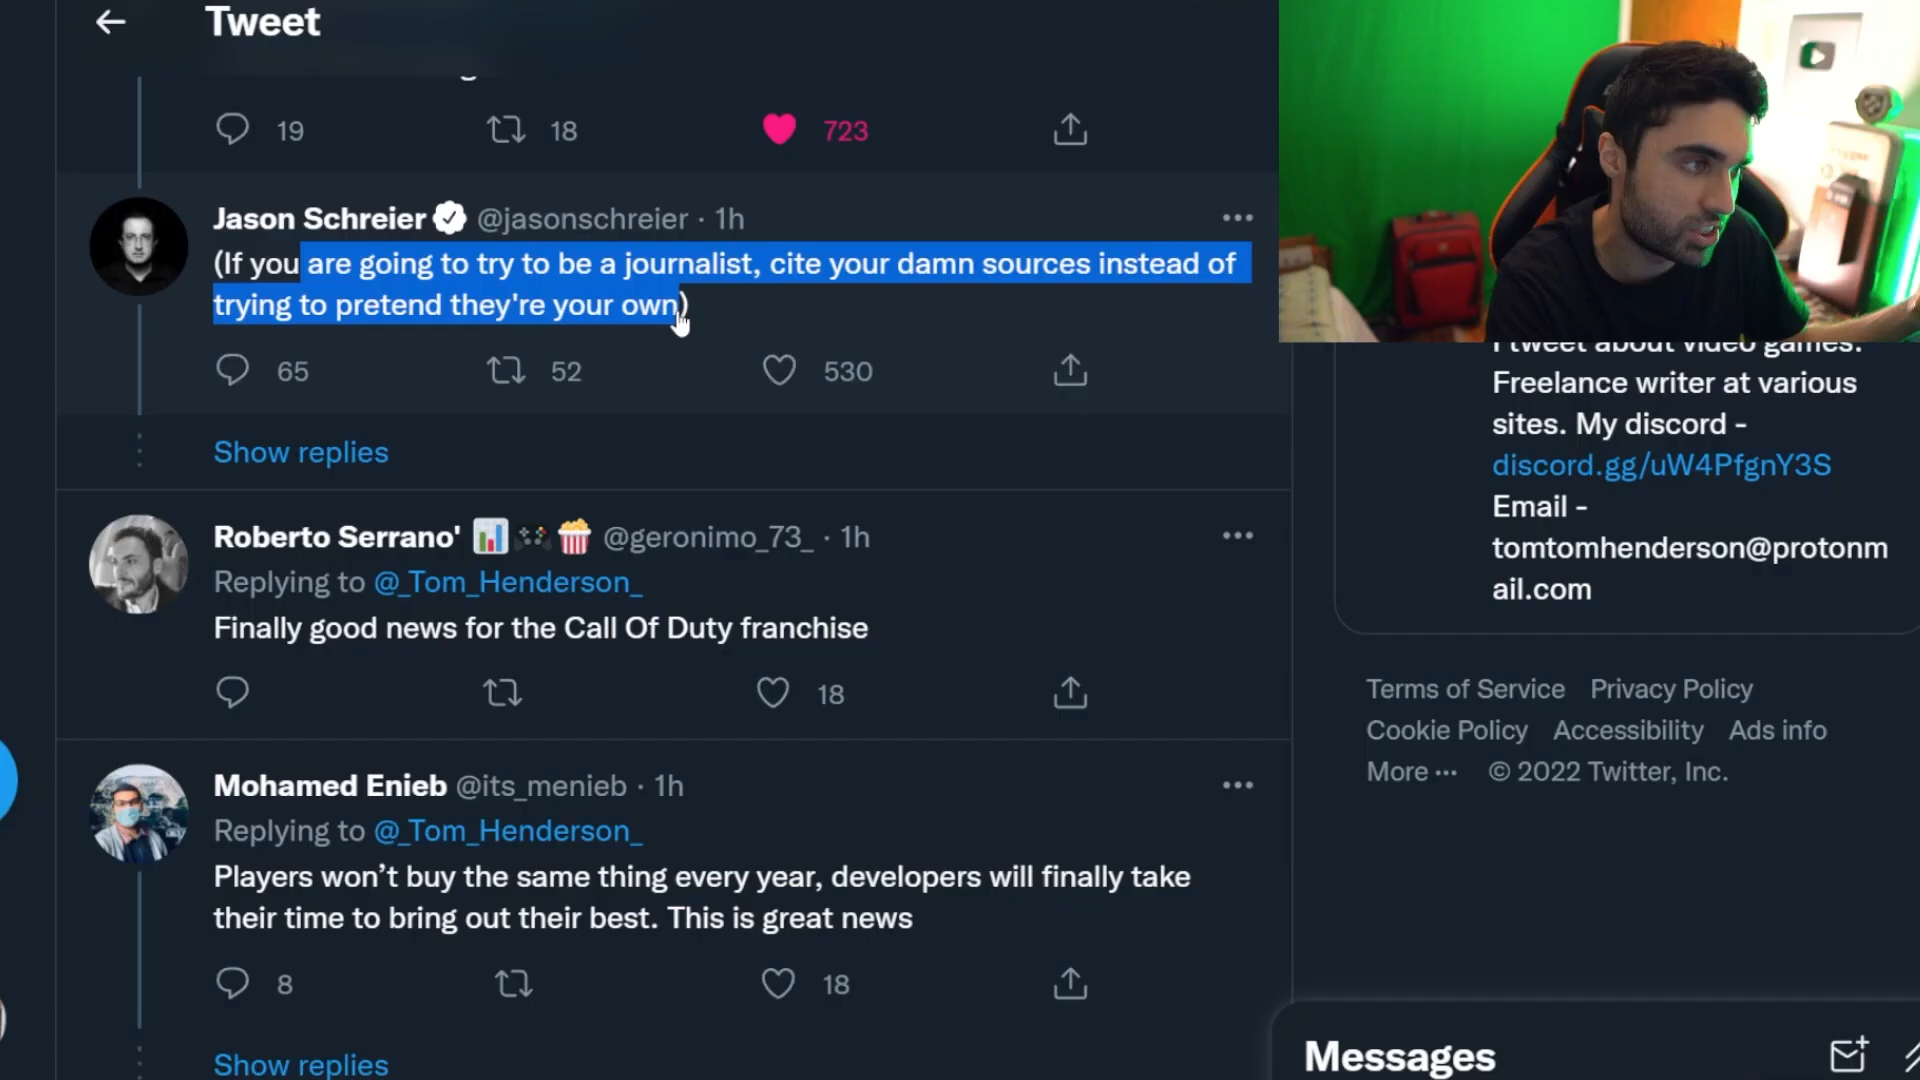 Tweet
19 18 723
Jason Schreier @jasonschreier · 1h
(If you are going to try to be a journalist, cite your damn sources instead of
trying to pretend they're your own)
65 52 530
Show replies
Roberto Serrano' 📊🎮🍿 @geronimo_73_ · 1h
Replying to @_Tom_Henderson_
Finally good news for the Call Of Duty franchise
18
Mohamed Enieb @its_menieb · 1h
Replying to @_Tom_Henderson_
Players won’t buy the same thing every year, developers will finally take
their time to bring out their best. This is great news
8 18
Show replies
I tweet about video games.
Freelance writer at various
sites. My discord -
discord.gg/uW4PfgnY3S
Email -
tomtomhenderson@protonm
ail.com
Terms of Service Privacy Policy
Cookie Policy Accessibility Ads info
More ··· © 2022 Twitter, Inc.
Messages